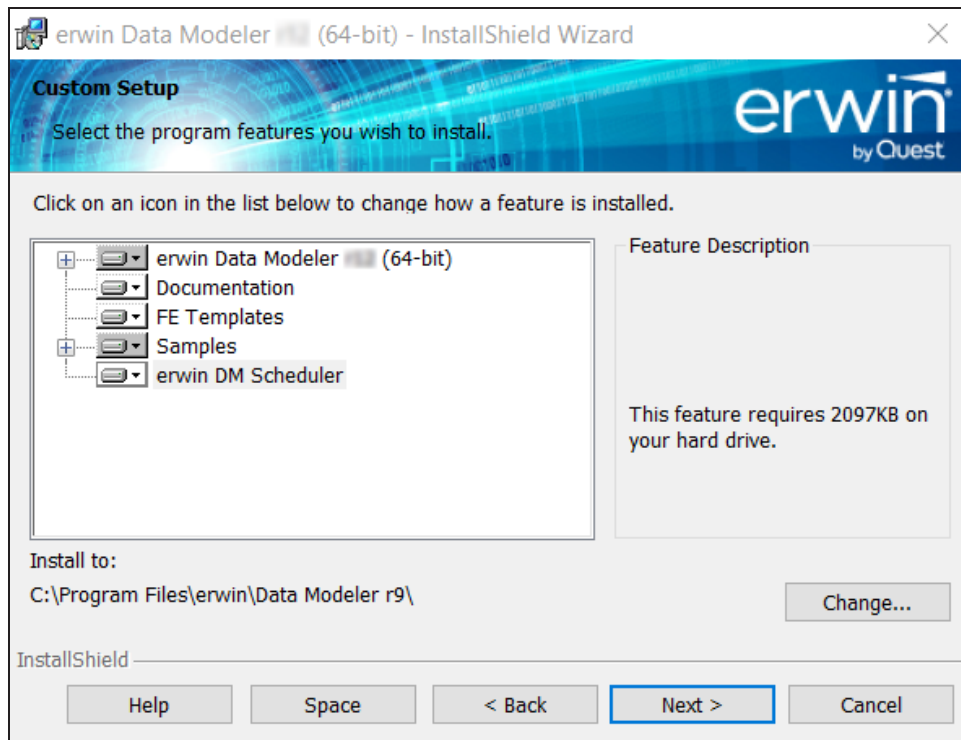 erwin Data Modeler (64-bit) - InstallShield Wizard
Custom Setup
Select the program features you wish to install.
erwin
by Quest
Click on an icon in the list below to change how a feature is installed.
erwin Data Modeler (64-bit)
Documentation
FE Templates
Samples
erwin DM Scheduler
Feature Description
This feature requires 2097KB on
your hard drive.
Install to:
C:\Program Files\erwin\Data Modeler r9\
Change...
InstallShield
Help
Space
< Back
Next >
Cancel